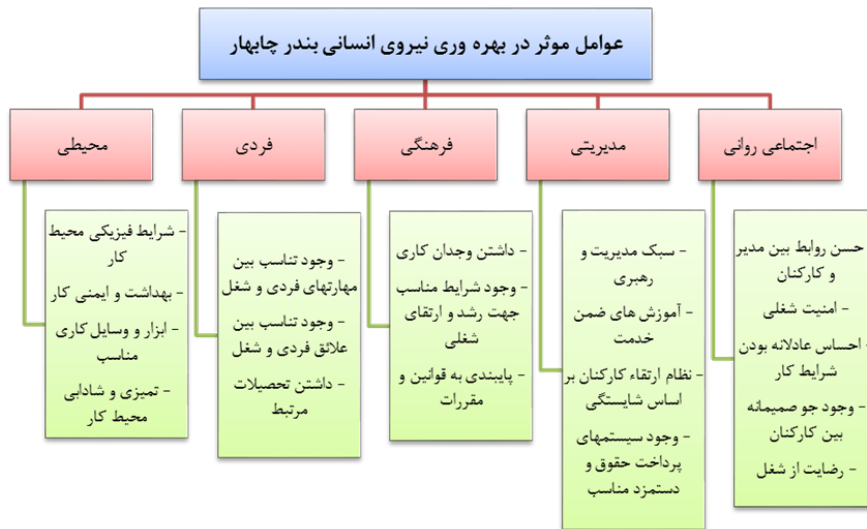 عوامل موثر در بهره وری نیروی انسانی بندر چابهار
اجتماعی روانی
مدیریتی
فرهنگی
فردی
محیطی
حسن روابط بین مدیر
و کارکنان
- امنیت شغلی
- احساس عادلانه بودن
شرایط کار
- وجود جو صمیمانه
بین کارکنان
- رضایت از شغل
- سبک مدیریت و
رهبری
- آموزش های ضمن
خدمت
- نظام ارتقاء کارکنان بر
اساس شایستگی
- وجود سیستمهای
پرداخت حقوق و
دستمزد مناسب
- داشتن وجدان کاری
- وجود شرایط مناسب
جهت رشد و ارتقای
شغلی
- پایبندی به قوانین و
مقررات
- وجود تناسب بین
مهارتهای فردی و شغل
- وجود تناسب بین
علائق فردی و شغل
- داشتن تحصیلات
مرتبط
- شرایط فیزیکی محیط
کار
- بهداشت و ایمنی کار
- ابزار و وسایل کاری
مناسب
- تمیزی و شادابی
محیط کار